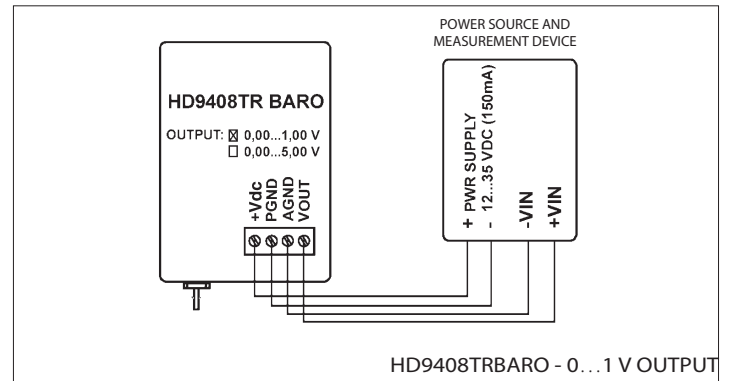 POWER SOURCE AND
MEASUREMENT DEVICE
HD9408TR BARO
OUTPUT: ☒ 0,00...1,00 V
☐ 0,00...5,00 V
+Vdc
PGND
AGND
VOUT
+ PWR SUPPLY
- 12...35 VDC (150mA)
-VIN
+VIN
HD9408TRBARO - 0...1 V OUTPUT